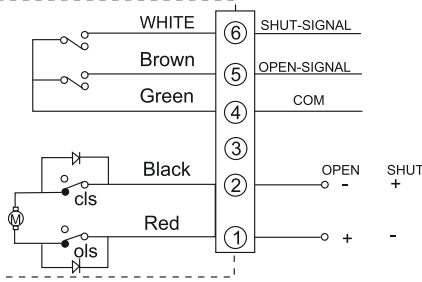 WHITE 6 SHUT-SIGNAL
Brown 5 OPEN-SIGNAL
Green 4 COM
3
OPEN SHUT
Black 2 - +
cls
M
Red 1 + -
ols